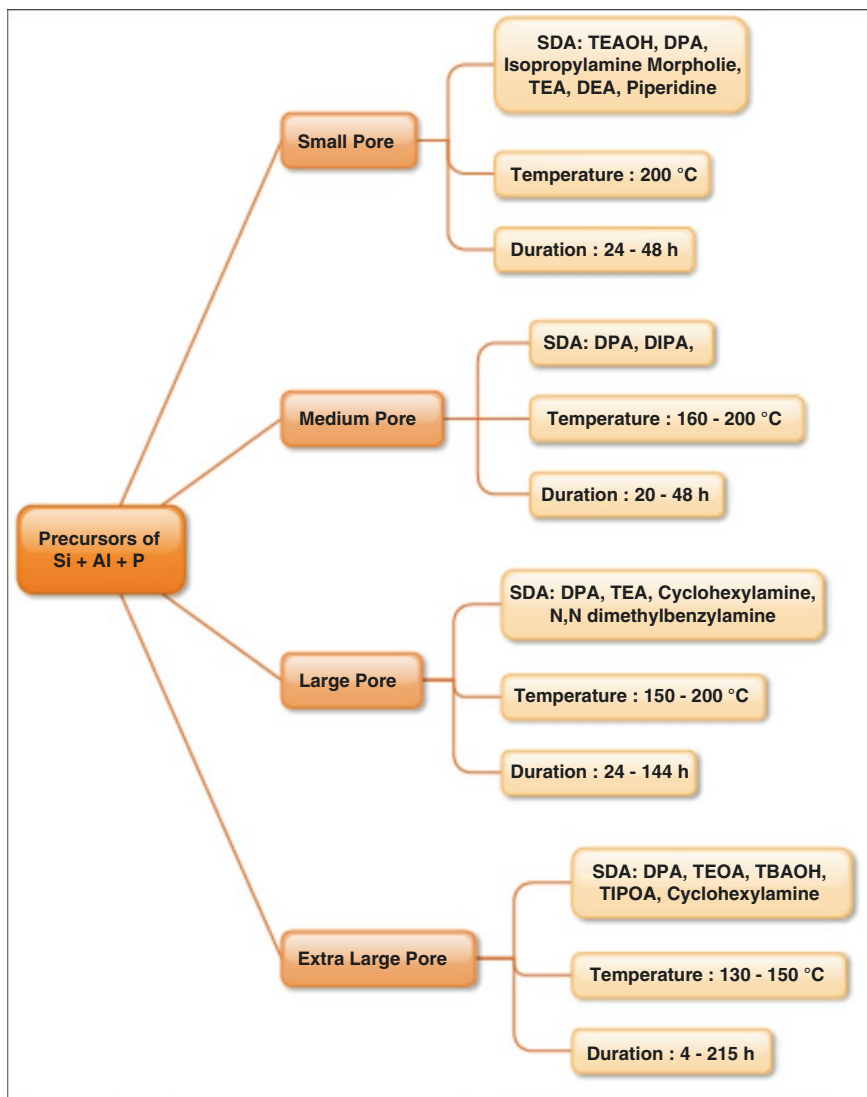 Precursors of
Si + Al + P
Small Pore
SDA: TEAOH, DPA,
Isopropylamine Morpholie,
TEA, DEA, Piperidine
Temperature : 200 °C
Duration : 24 - 48 h
Medium Pore
SDA: DPA, DIPA,
Temperature : 160 - 200 °C
Duration : 20 - 48 h
Large Pore
SDA: DPA, TEA, Cyclohexylamine,
N,N dimethylbenzylamine
Temperature : 150 - 200 °C
Duration : 24 - 144 h
Extra Large Pore
SDA: DPA, TEOA, TBAOH,
TIPOA, Cyclohexylamine
Temperature : 130 - 150 °C
Duration : 4 - 215 h